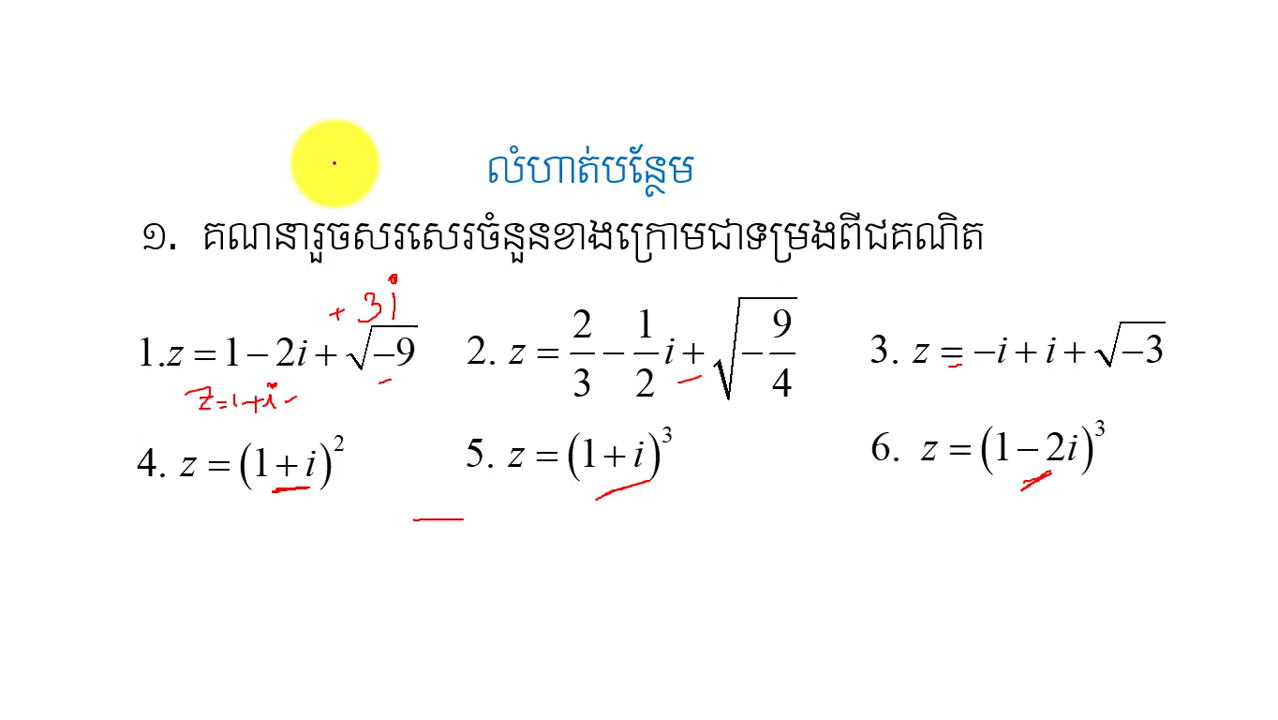 លំហាត់បន្ថែម
១. គណនារួចសរសេរចំនួនខាងក្រោមជាទម្រងពីជគណិត
+ 3i
1.z = 1 − 2i + √−9 2. z = 2/3 − 1/2 i + √−9/4 3. z = −i + i + √−3
z = 1 + i
4. z = (1 + i)² 5. z = (1 + i)³ 6. z = (1 − 2i)³